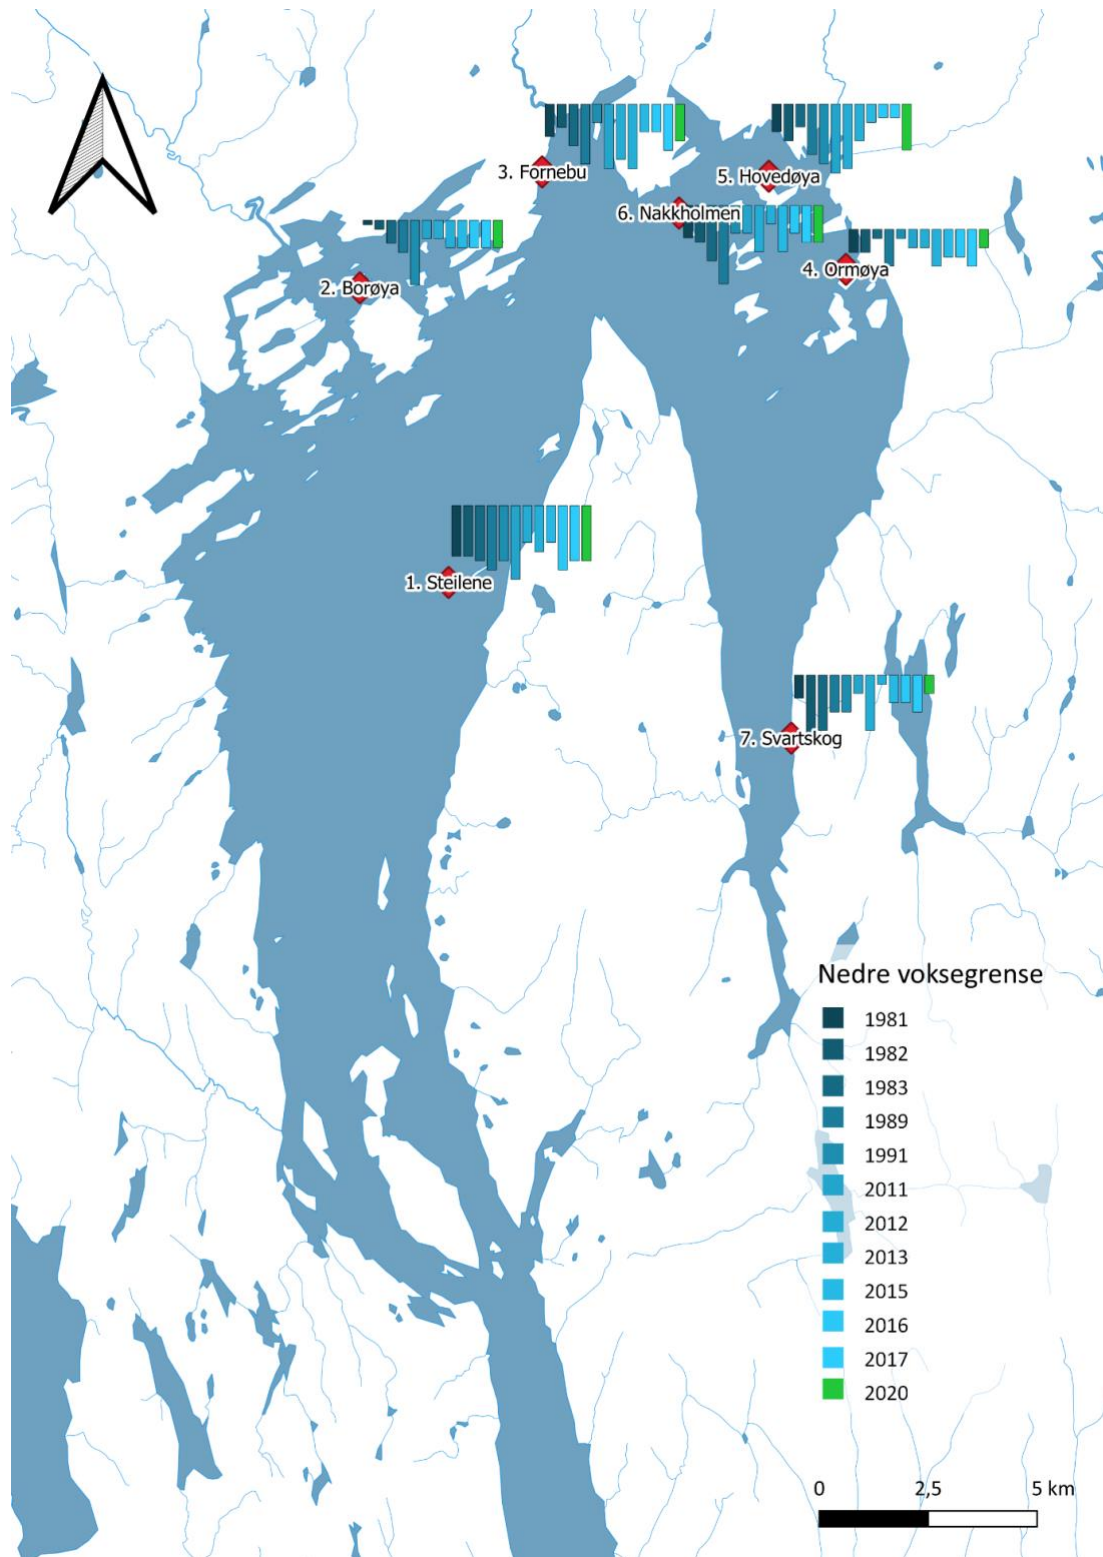 3. Fornebu
5. Hovedøya
6. Nakkholmen
4. Ormøya
2. Borøya
1. Steilene
7. Svartskog
Nedre voksegrense
1981
1982
1983
1989
1991
2011
2012
2013
2015
2016
2017
2020
0 2,5 5 km